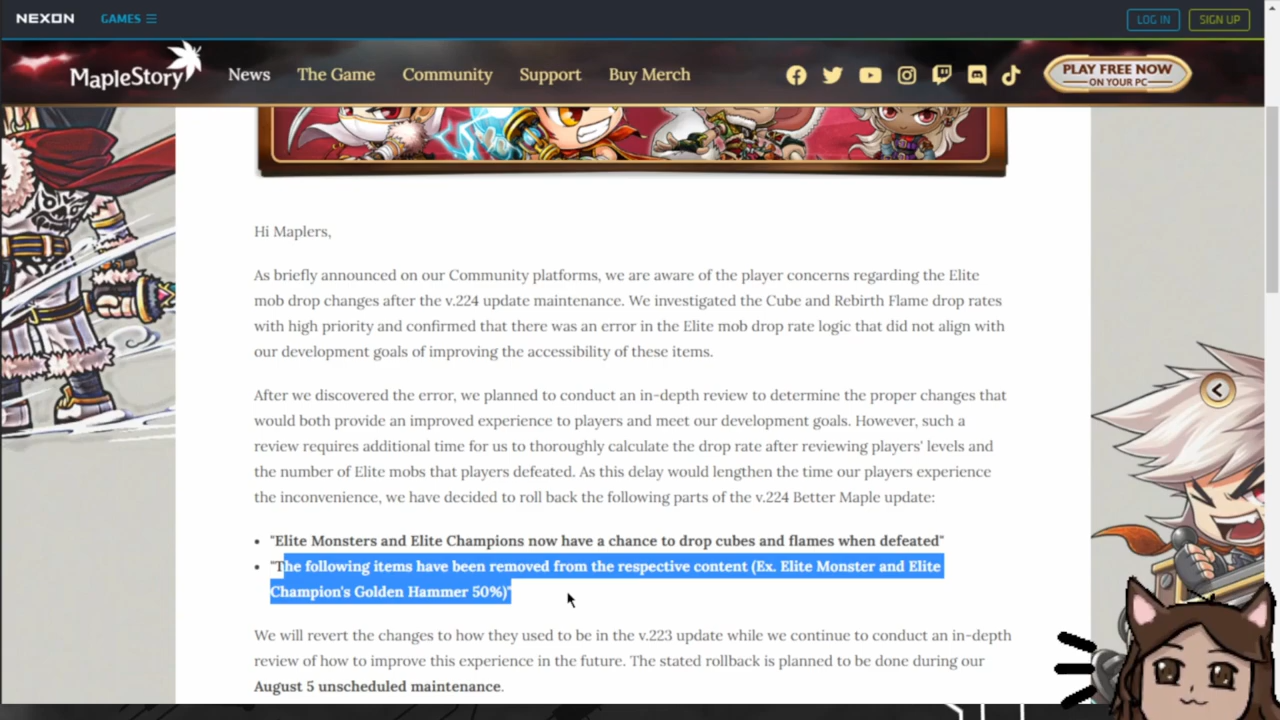 NEXON GAMES LOG IN SIGN UP
MapleStory News The Game Community Support Buy Merch PLAY FREE NOW
ON YOUR PC
Hi Maplers,
As briefly announced on our Community platforms, we are aware of the player concerns regarding the Elite
mob drop changes after the v.224 update maintenance. We investigated the Cube and Rebirth Flame drop rates
with high priority and confirmed that there was an error in the Elite mob drop rate logic that did not align with
our development goals of improving the accessibility of these items.
After we discovered the error, we planned to conduct an in-depth review to determine the proper changes that
would both provide an improved experience to players and meet our development goals. However, such a
review requires additional time for us to thoroughly calculate the drop rate after reviewing players' levels and
the number of Elite mobs that players defeated. As this delay would lengthen the time our players experience
the inconvenience, we have decided to roll back the following parts of the v.224 Better Maple update:
• "Elite Monsters and Elite Champions now have a chance to drop cubes and flames when defeated"
• "The following items have been removed from the respective content (Ex. Elite Monster and Elite
Champion's Golden Hammer 50%)"
We will revert the changes to how they used to be in the v.223 update while we continue to conduct an in-depth
review of how to improve this experience in the future. The stated rollback is planned to be done during our
August 5 unscheduled maintenance.